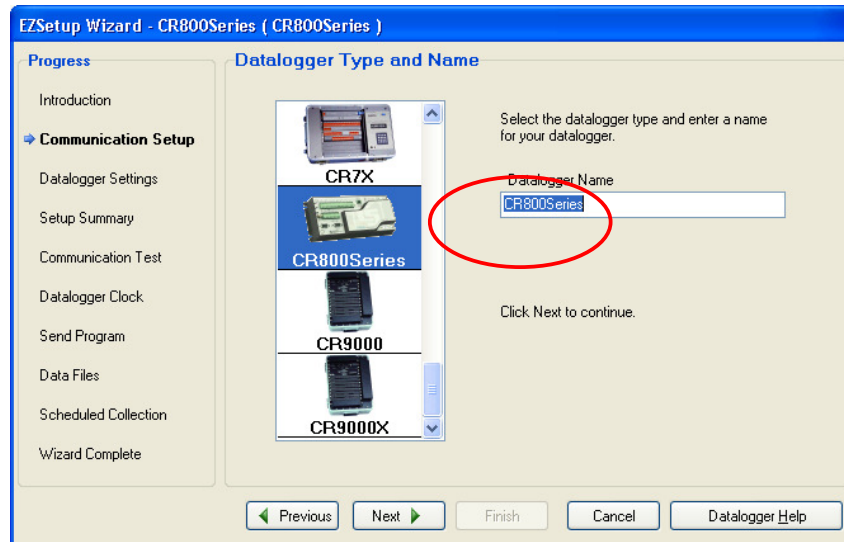 EZSetup Wizard - CR800Series ( CR800Series )
Progress
Introduction
Communication Setup
Datalogger Settings
Setup Summary
Communication Test
Datalogger Clock
Send Program
Data Files
Scheduled Collection
Wizard Complete
Datalogger Type and Name
CR7X
CR800Series
CR9000
CR9000X
Select the datalogger type and enter a name
for your datalogger.
Datalogger Name
CR800Series
Click Next to continue.
Previous
Next
Finish
Cancel
Datalogger Help